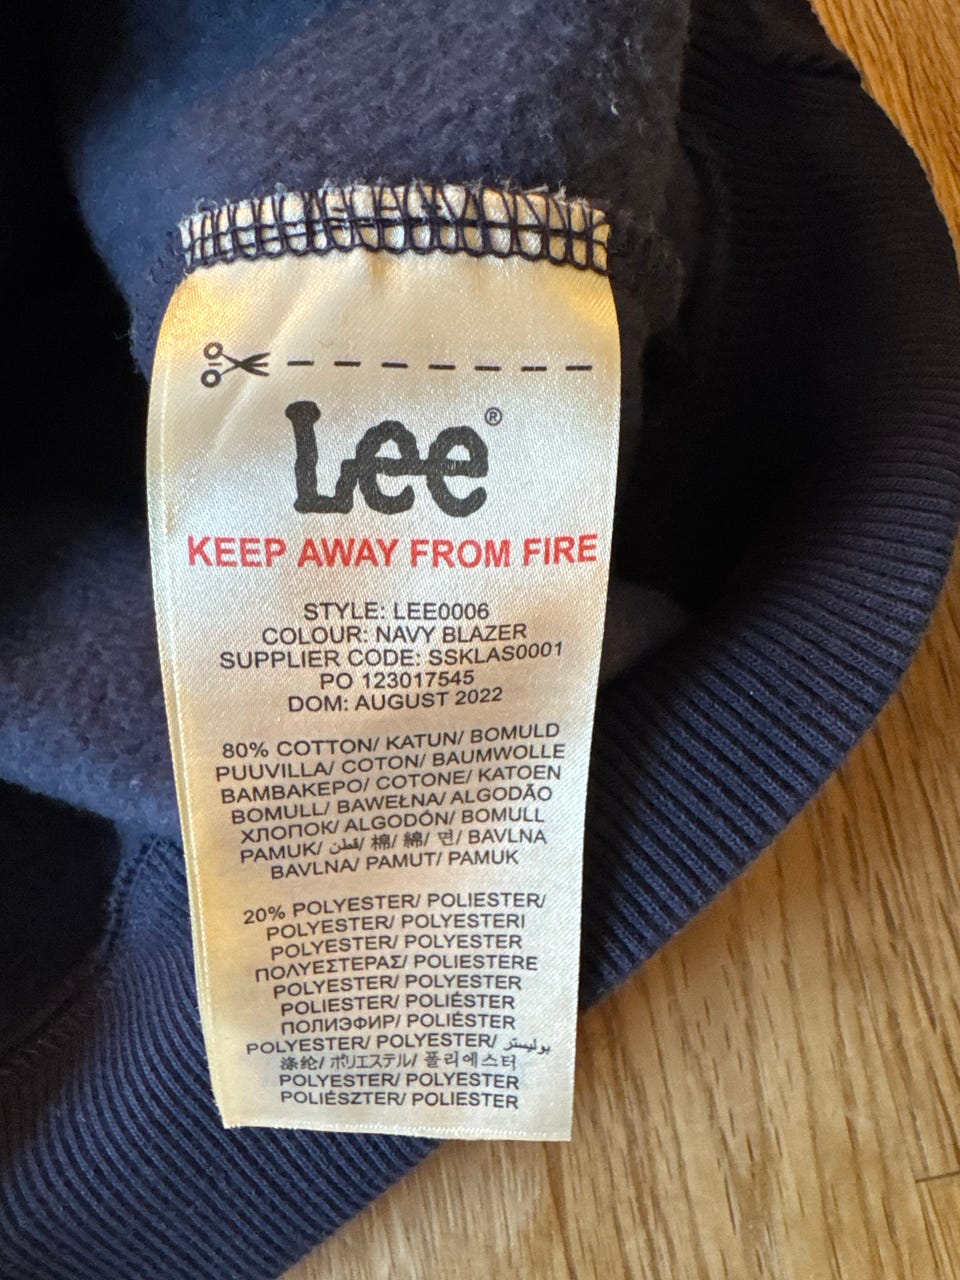 Lee®
KEEP AWAY FROM FIRE
STYLE: LEE0006
COLOUR: NAVY BLAZER
SUPPLIER CODE: SSKLAS0001
PO 123017545
DOM: AUGUST 2022
80% COTTON/ KATUN/ BOMULD
PUUVILLA/ COTON/ BAUMWOLLE
BAMBAKEPO/ COTONE/ KATOEN
BOMULL/ BAWEŁNA/ ALGODÃO
ХЛОПОК/ ALGODÓN/ BOMULL
PAMUK/ قطن/ 棉/ 綿/ 면/ BAVLNA
BAVLNA/ PAMUT/ PAMUK
20% POLYESTER/ POLIESTER/
POLYESTER/ POLYESTERI
POLYESTER/ POLYESTER
ΠΟΛΥΕΣΤΕΡΑΣ/ POLIESTERE
POLYESTER/ POLYESTER
POLIESTER/ POLIÉSTER
ПОЛИЭФИР/ POLIÉSTER
POLYESTER/ POLYESTER/ بوليستر
涤纶/ ポリエステル/ 폴리에스터
POLYESTER/ POLYESTER
POLIÉSZTER/ POLIESTER